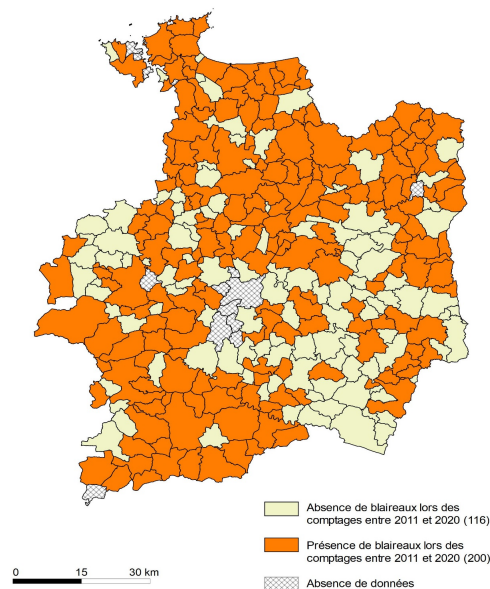 Absence de blaireaux lors des
comptages entre 2011 et 2020 (116)
Présence de blaireaux lors des
comptages entre 2011 et 2020 (200)
Absence de données
0 15 30 km